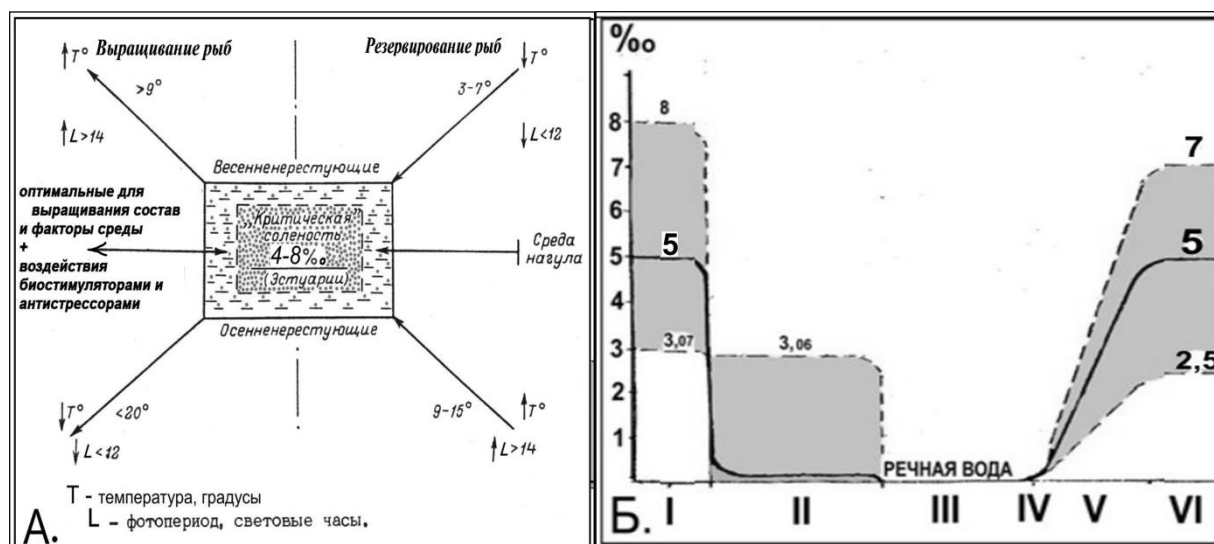 ↑T° Выращивание рыб
Резервирование рыб ↓T°
>9°
3-7°
↑L>14
↓L<12
Весенненерестующие
оптимальные для
выращивания состав
и факторы среды
+
воздействия
биостимуляторами и
антистрессорами
„Критическая"
соленость
4-8‰
(Эстуарии)
Среда
нагула
Осенненерестующие
↓T° <20°
↓L<12
9-15° ↑T°
↑L>14
T - температура, градусы
L - фотопериод, световые часы.
А.
‰
8
7
6
5
4
3
2
1
8
5
3,07
3,06
РЕЧНАЯ ВОДА
7
5
2,5
Б.
I II III IV V VI